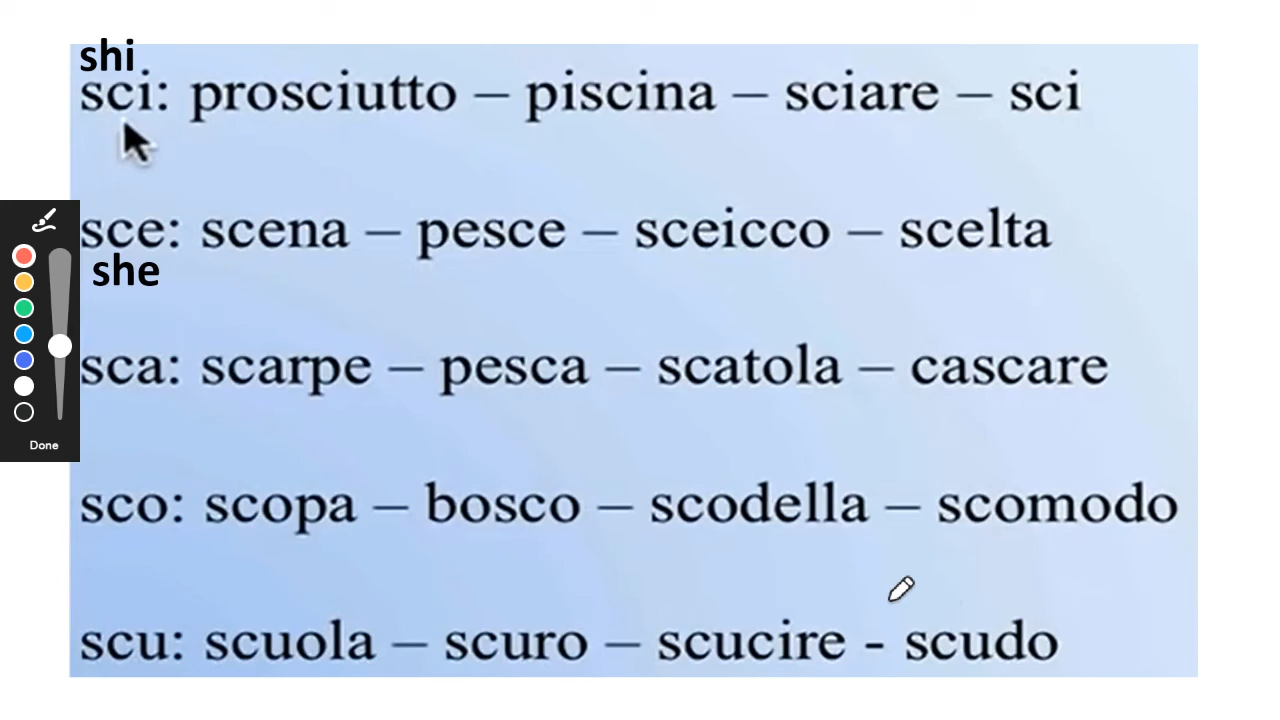 shi
sci: prosciutto – piscina – sciare – sci
sce: scena – pesce – sceicco – scelta
she
sca: scarpe – pesca – scatola – cascare
Done
sco: scopa – bosco – scodella – scomodo
scu: scuola – scuro – scucire - scudo